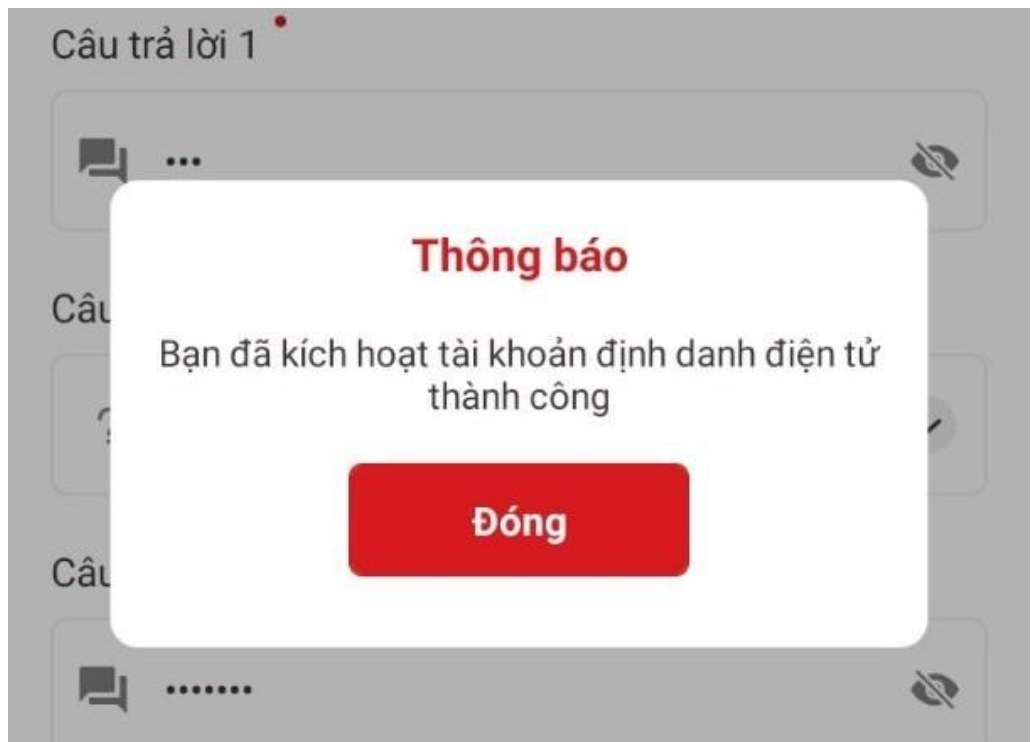 Câu trả lời 1
•••
Thông báo
Câu
Bạn đã kích hoạt tài khoản định danh điện tử
thành công
?
Đóng
Câu
•••••••